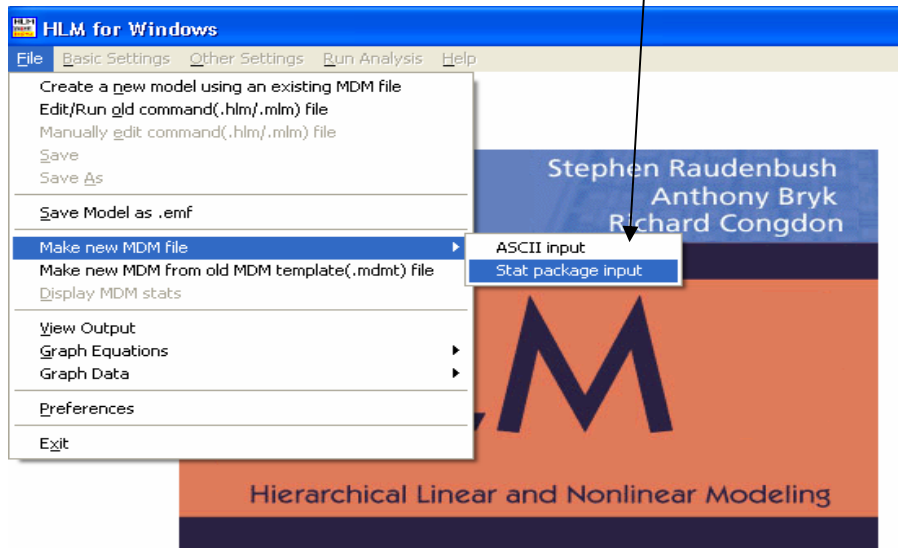 HLM for Windows
File Basic Settings Other Settings Run Analysis Help
Create a new model using an existing MDM file
Edit/Run old command(.hlm/.mlm) file
Manually edit command(.hlm/.mlm) file
Save
Save As
Save Model as .emf
Make new MDM file
ASCII input
Stat package input
Make new MDM from old MDM template(.mdmt) file
Display MDM stats
View Output
Graph Equations
Graph Data
Preferences
Exit
Stephen Raudenbush
Anthony Bryk
Richard Congdon
M
Hierarchical Linear and Nonlinear Modeling